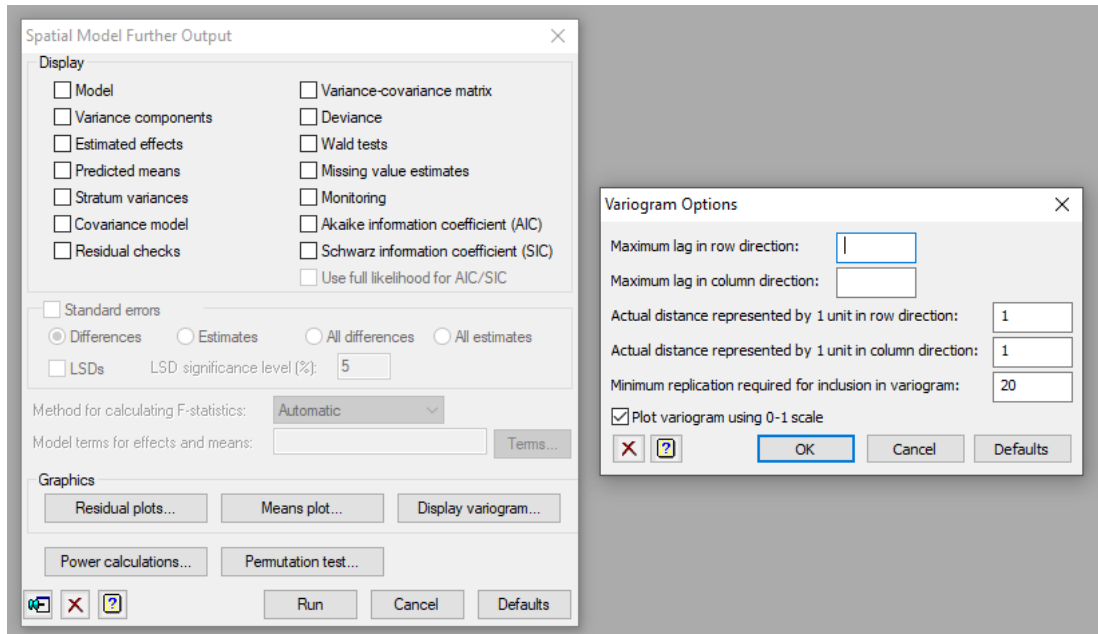 Spatial Model Further Output
Display
Model
Variance-covariance matrix
Variance components
Deviance
Estimated effects
Wald tests
Predicted means
Missing value estimates
Stratum variances
Monitoring
Covariance model
Akaike information coefficient (AIC)
Residual checks
Schwarz information coefficient (SIC)
Use full likelihood for AIC/SIC
Standard errors
Differences Estimates All differences All estimates
LSDs LSD significance level (%): 5
Method for calculating F-statistics: Automatic
Model terms for effects and means: Terms...
Graphics
Residual plots... Means plot... Display variogram...
Power calculations... Permutation test...
Run Cancel Defaults
Variogram Options
Maximum lag in row direction:
Maximum lag in column direction:
Actual distance represented by 1 unit in row direction: 1
Actual distance represented by 1 unit in column direction: 1
Minimum replication required for inclusion in variogram: 20
Plot variogram using 0-1 scale
OK Cancel Defaults